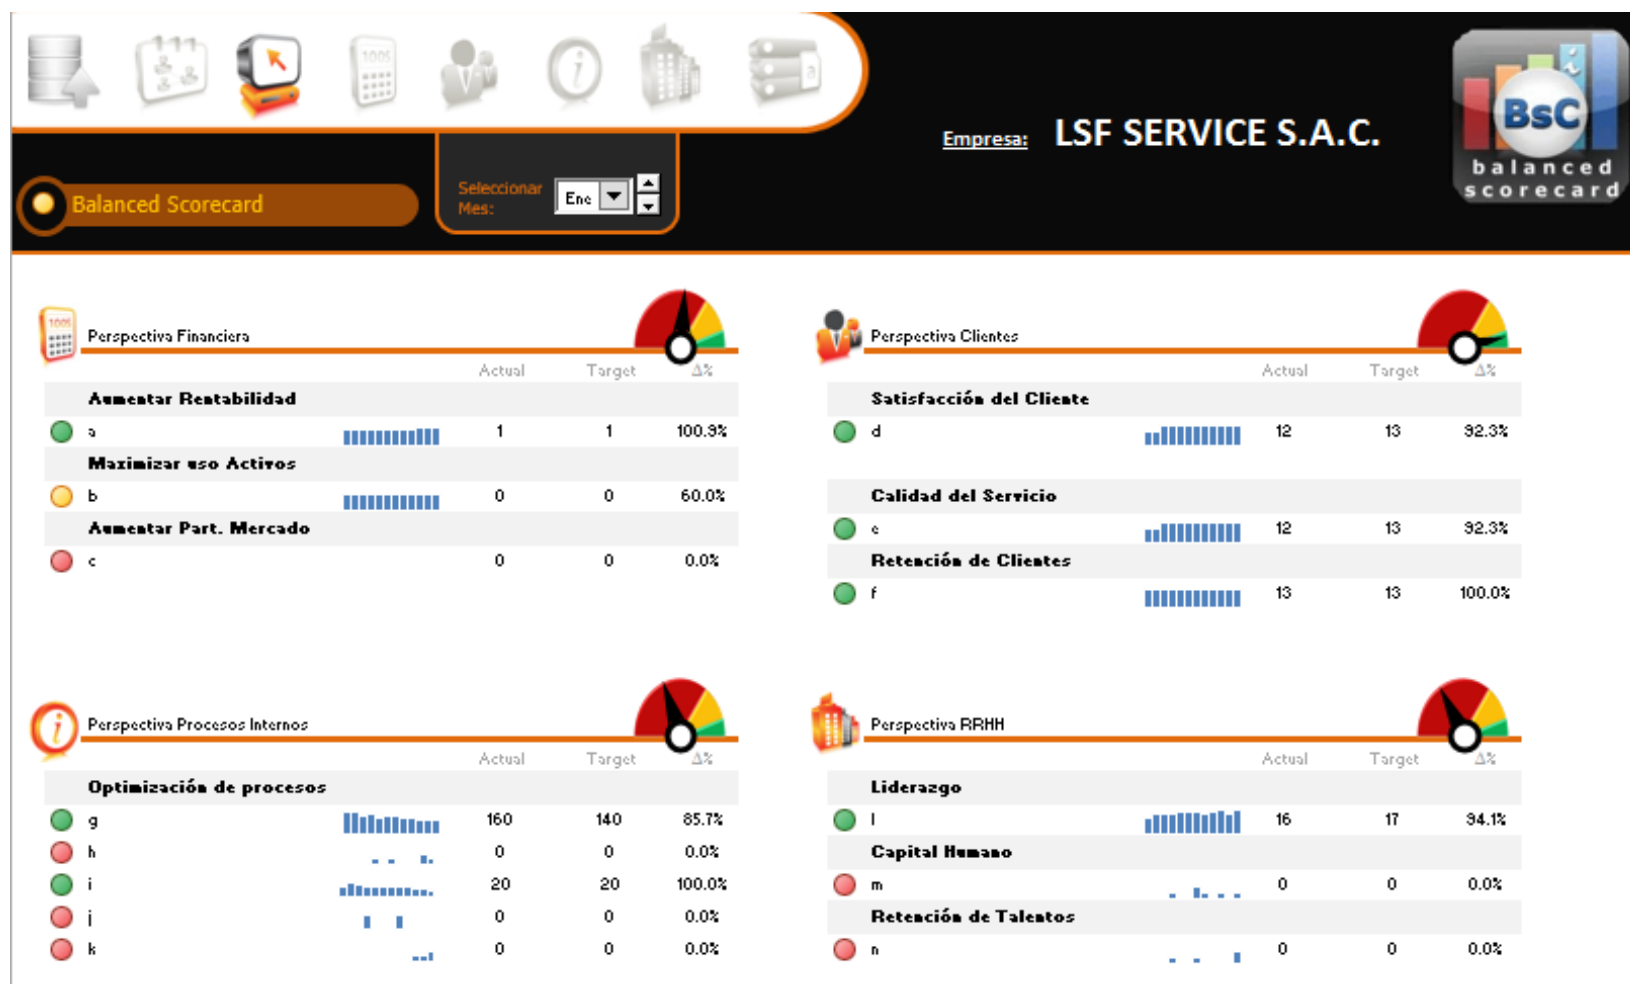 Empresa: LSF SERVICE S.A.C.
BsC
balanced
scorecard
Balanced Scorecard
Seleccionar
Mes:
Ene
Perspectiva Financiera
Actual Target Δ%
Aumentar Rentabilidad
a 1 1 100.9%
Maximizar uso Activos
b 0 0 60.0%
Aumentar Part. Mercado
c 0 0 0.0%
Perspectiva Clientes
Actual Target Δ%
Satisfacción del Cliente
d 12 13 92.3%
Calidad del Servicio
e 12 13 92.3%
Retención de Clientes
f 13 13 100.0%
Perspectiva Procesos Internos
Actual Target Δ%
Optimización de procesos
g 160 140 85.7%
h 0 0 0.0%
i 20 20 100.0%
j 0 0 0.0%
k 0 0 0.0%
Perspectiva RRHH
Actual Target Δ%
Liderazgo
l 16 17 94.1%
Capital Humano
m 0 0 0.0%
Retención de Talentos
n 0 0 0.0%